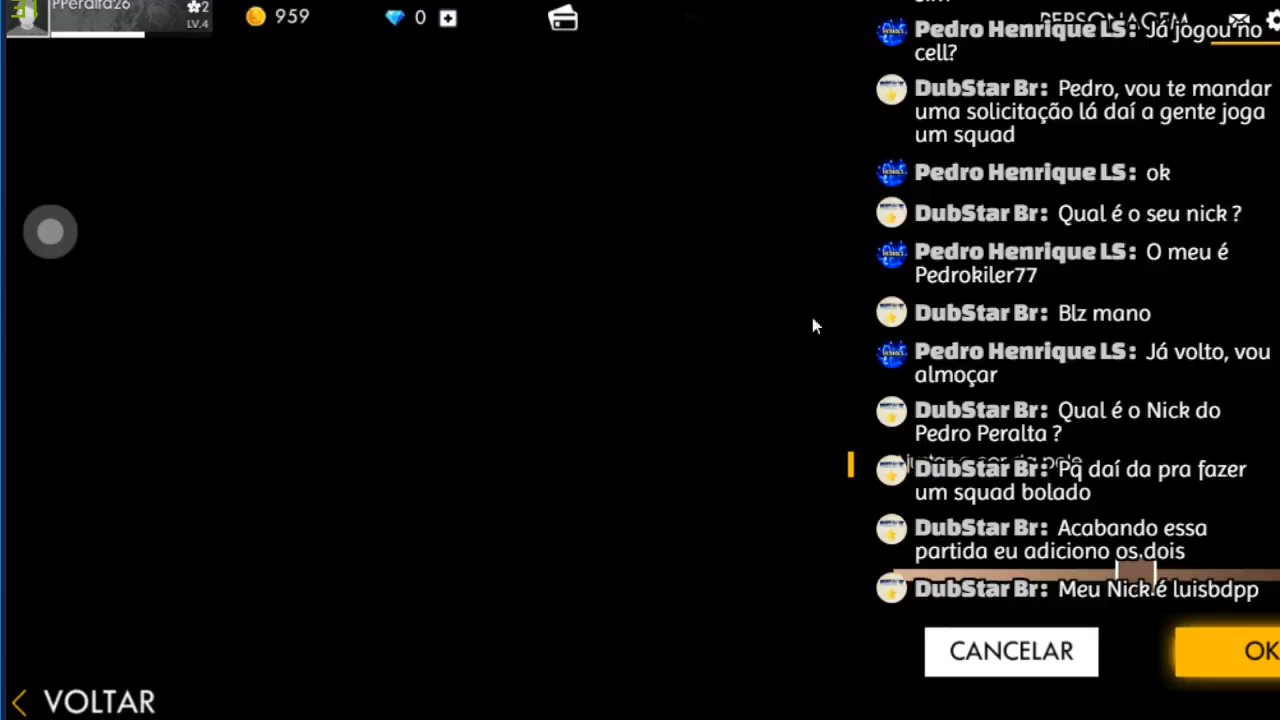 PPeralta26
2
LV.4
959
0
PERSONAGEM
Pedro Henrique LS: Já jogou no
cell?
DubStar Br: Pedro, vou te mandar
uma solicitação lá daí a gente joga
um squad
Pedro Henrique LS: ok
DubStar Br: Qual é o seu nick ?
Pedro Henrique LS: O meu é
Pedrokiler77
DubStar Br: Blz mano
Pedro Henrique LS: Já volto, vou
almoçar
DubStar Br: Qual é o Nick do
Pedro Peralta ?
DubStar Br: Pq daí da pra fazer
um squad bolado
DubStar Br: Acabando essa
partida eu adiciono os dois
DubStar Br: Meu Nick é luisbdpp
CANCELAR
OK
VOLTAR